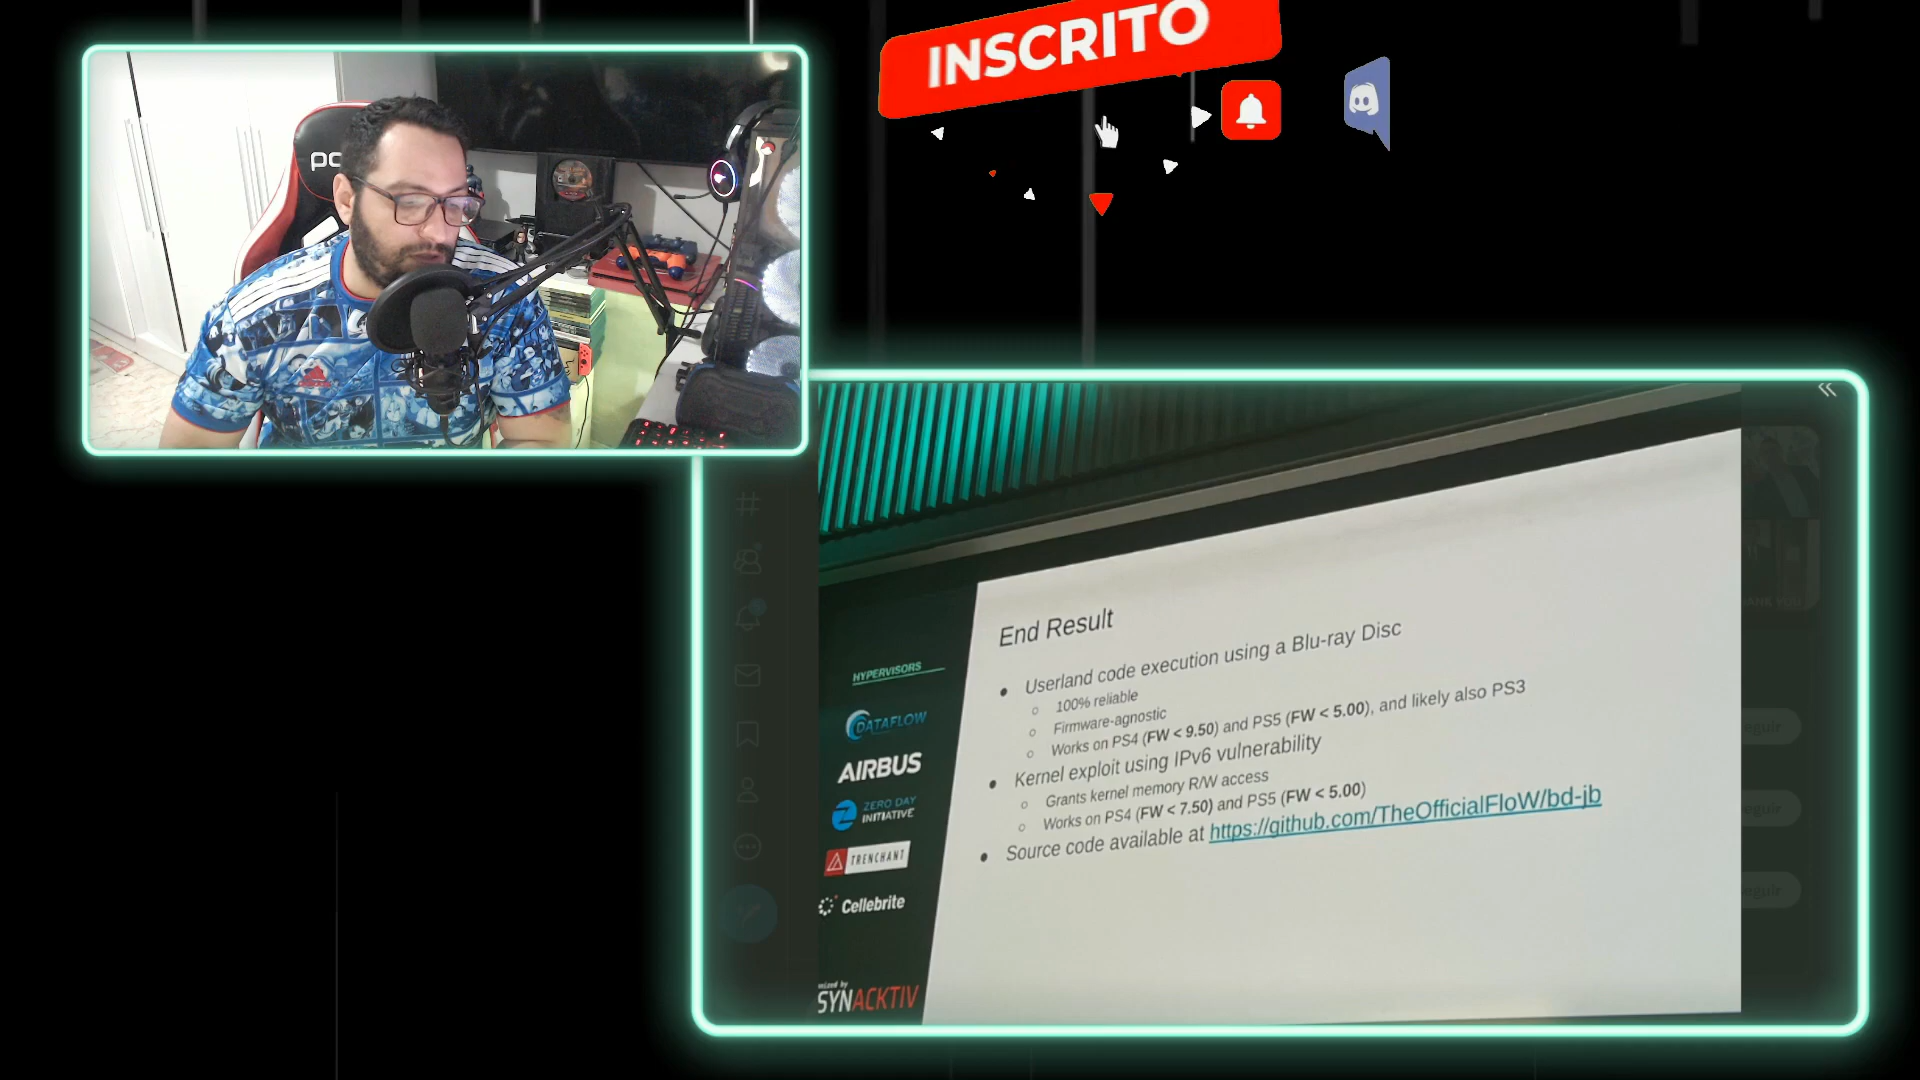 INSCRITO
pc
End Result
Userland code execution using a Blu-ray Disc
100% reliable
Firmware-agnostic
Works on PS4 (FW < 9.50) and PS5 (FW < 5.00), and likely also PS3
Kernel exploit using IPv6 vulnerability
Grants kernel memory R/W access
Works on PS4 (FW < 7.50) and PS5 (FW < 5.00)
Source code available at https://github.com/TheOfficialFloW/bd-jb
HYPERVISORS
DATAFLOW
AIRBUS
ZERO DAY
INITIATIVE
TRENCHANT
Cellebrite
SYNACKTIV